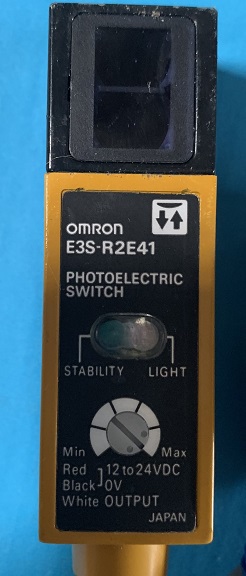 omron
E3S-R2E41
PHOTOELECTRIC
SWITCH
STABILITY LIGHT
Min Max
Red 12 to 24VDC
Black 0V
White OUTPUT
JAPAN